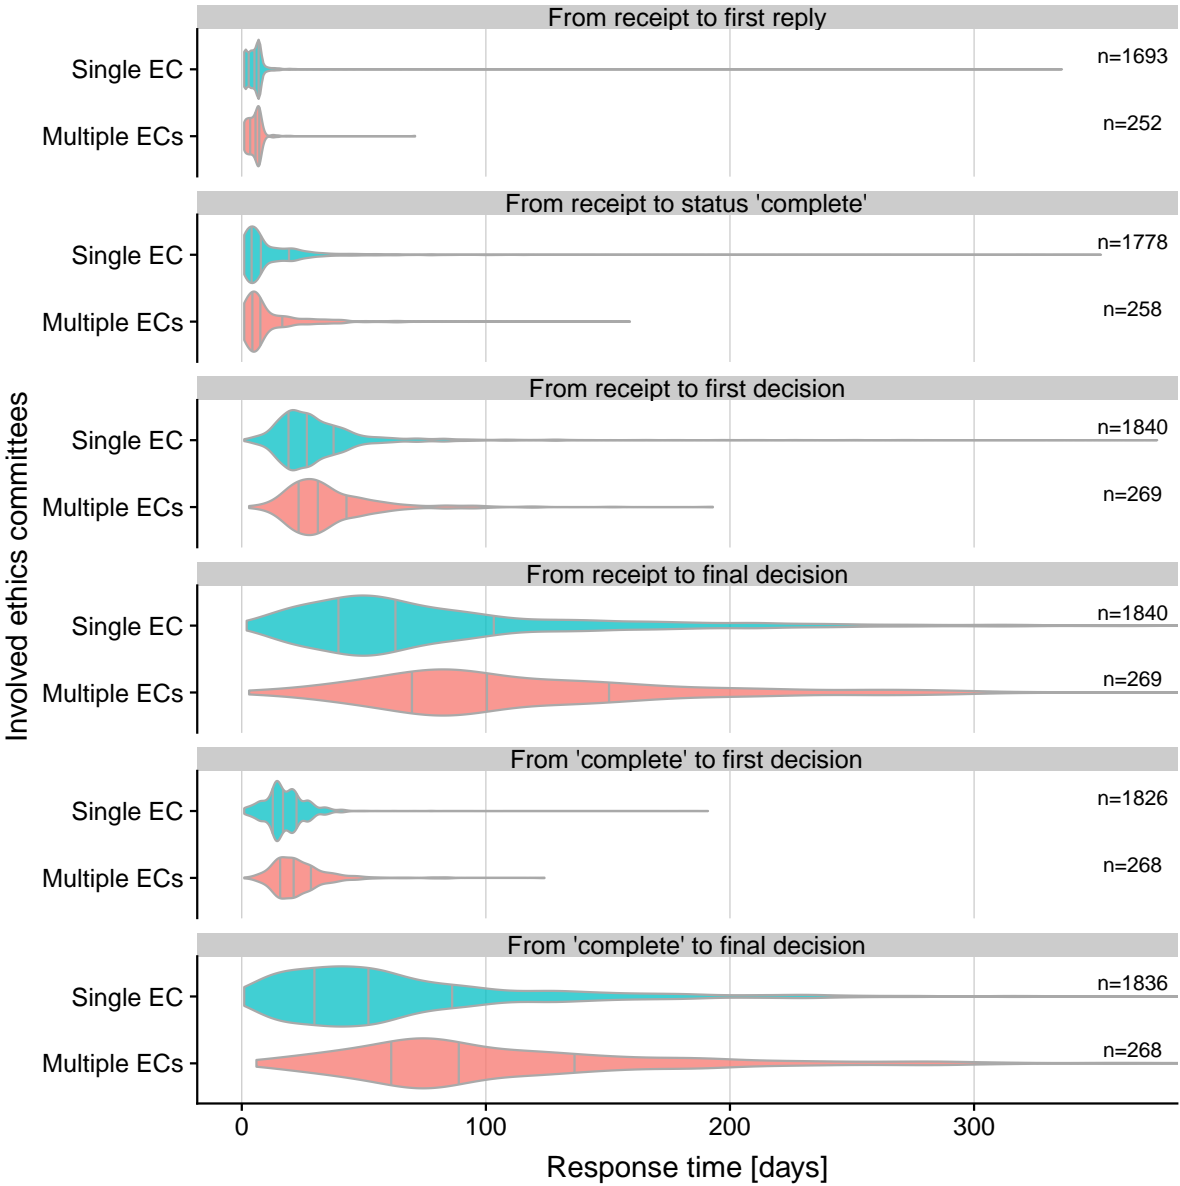 From receipt to first reply
Single EC
n=1693
Multiple ECs
n=252
From receipt to status 'complete'
Single EC
n=1778
Multiple ECs
n=258
From receipt to first decision
Single EC
n=1840
Multiple ECs
n=269
From receipt to final decision
Single EC
n=1840
Multiple ECs
n=269
From 'complete' to first decision
Single EC
n=1826
Multiple ECs
n=268
From 'complete' to final decision
Single EC
n=1836
Multiple ECs
n=268
Involved ethics committees
0 100 200 300
Response time [days]